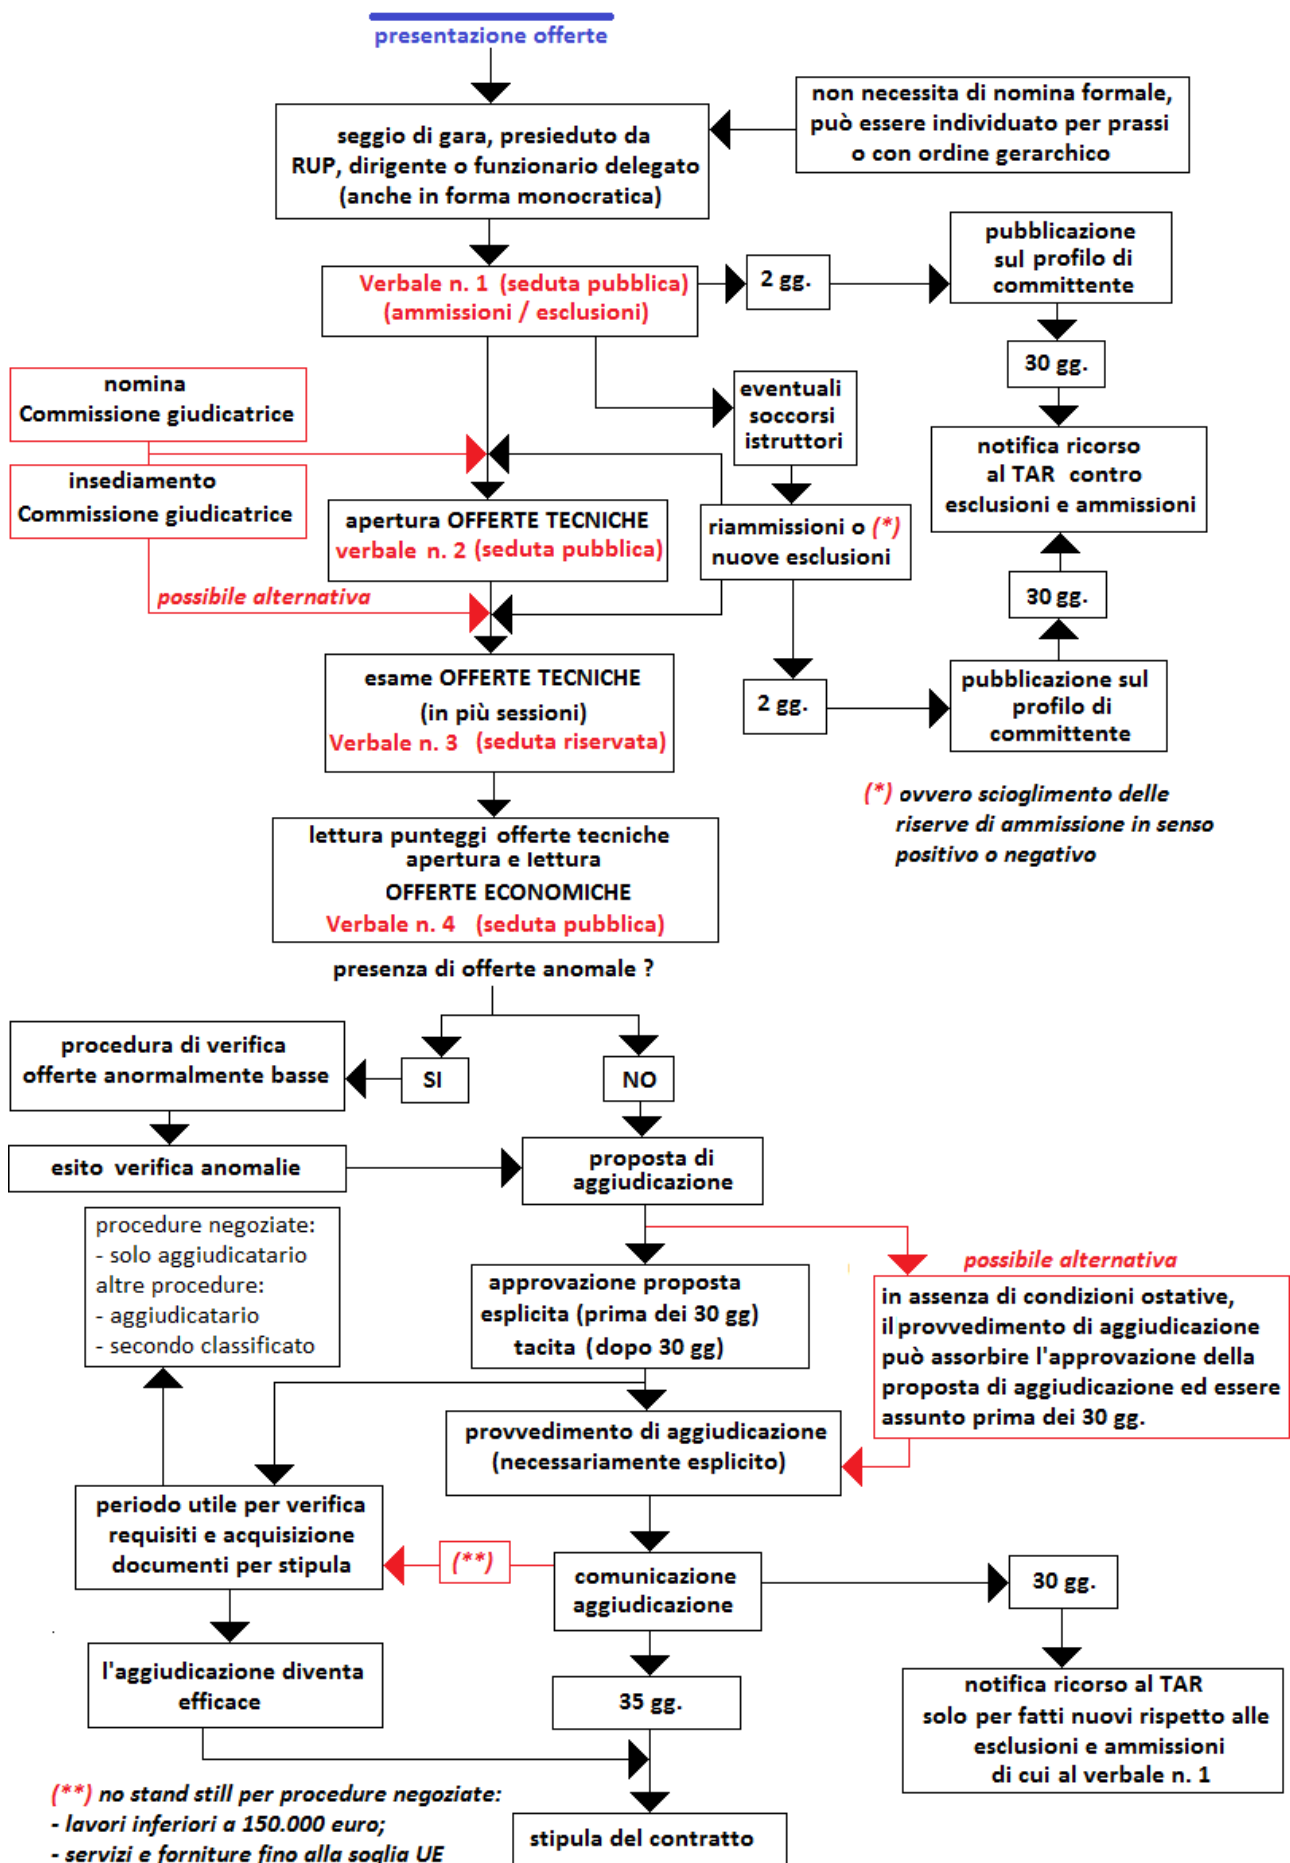 presentazione offerte
non necessita di nomina formale,
può essere individuato per prassi
o con ordine gerarchico
seggio di gara, presieduto da
RUP, dirigente o funzionario delegato
(anche in forma monocratica)
pubblicazione
sul profilo di
committente
Verbale n. 1 (seduta pubblica)
(ammissioni / esclusioni)
2 gg.
30 gg.
nomina
Commissione giudicatrice
eventuali
soccorsi
istruttori
notifica ricorso
al TAR contro
esclusioni e ammissioni
insediamento
Commissione giudicatrice
apertura OFFERTE TECNICHE
verbale n. 2 (seduta pubblica)
riammissioni o (*)
nuove esclusioni
possibile alternativa
30 gg.
esame OFFERTE TECNICHE
(in più sessioni)
Verbale n. 3 (seduta riservata)
2 gg.
pubblicazione sul
profilo di
committente
(*) ovvero scioglimento delle
riserve di ammissione in senso
positivo o negativo
lettura punteggi offerte tecniche
apertura e lettura
OFFERTE ECONOMICHE
Verbale n. 4 (seduta pubblica)
presenza di offerte anomale ?
procedura di verifica
offerte anormalmente basse
SI
NO
esito verifica anomalie
proposta di
aggiudicazione
procedure negoziate:
- solo aggiudicatario
altre procedure:
- aggiudicatario
- secondo classificato
approvazione proposta
esplicita (prima dei 30 gg)
tacita (dopo 30 gg)
possibile alternativa
in assenza di condizioni ostative,
il provvedimento di aggiudicazione
può assorbire l'approvazione della
proposta di aggiudicazione ed essere
assunto prima dei 30 gg.
provvedimento di aggiudicazione
(necessariamente esplicito)
periodo utile per verifica
requisiti e acquisizione
documenti per stipula
(**)
comunicazione
aggiudicazione
30 gg.
l'aggiudicazione diventa
efficace
35 gg.
notifica ricorso al TAR
solo per fatti nuovi rispetto alle
esclusioni e ammissioni
di cui al verbale n. 1
(**) no stand still per procedure negoziate:
- lavori inferiori a 150.000 euro;
- servizi e forniture fino alla soglia UE
stipula del contratto